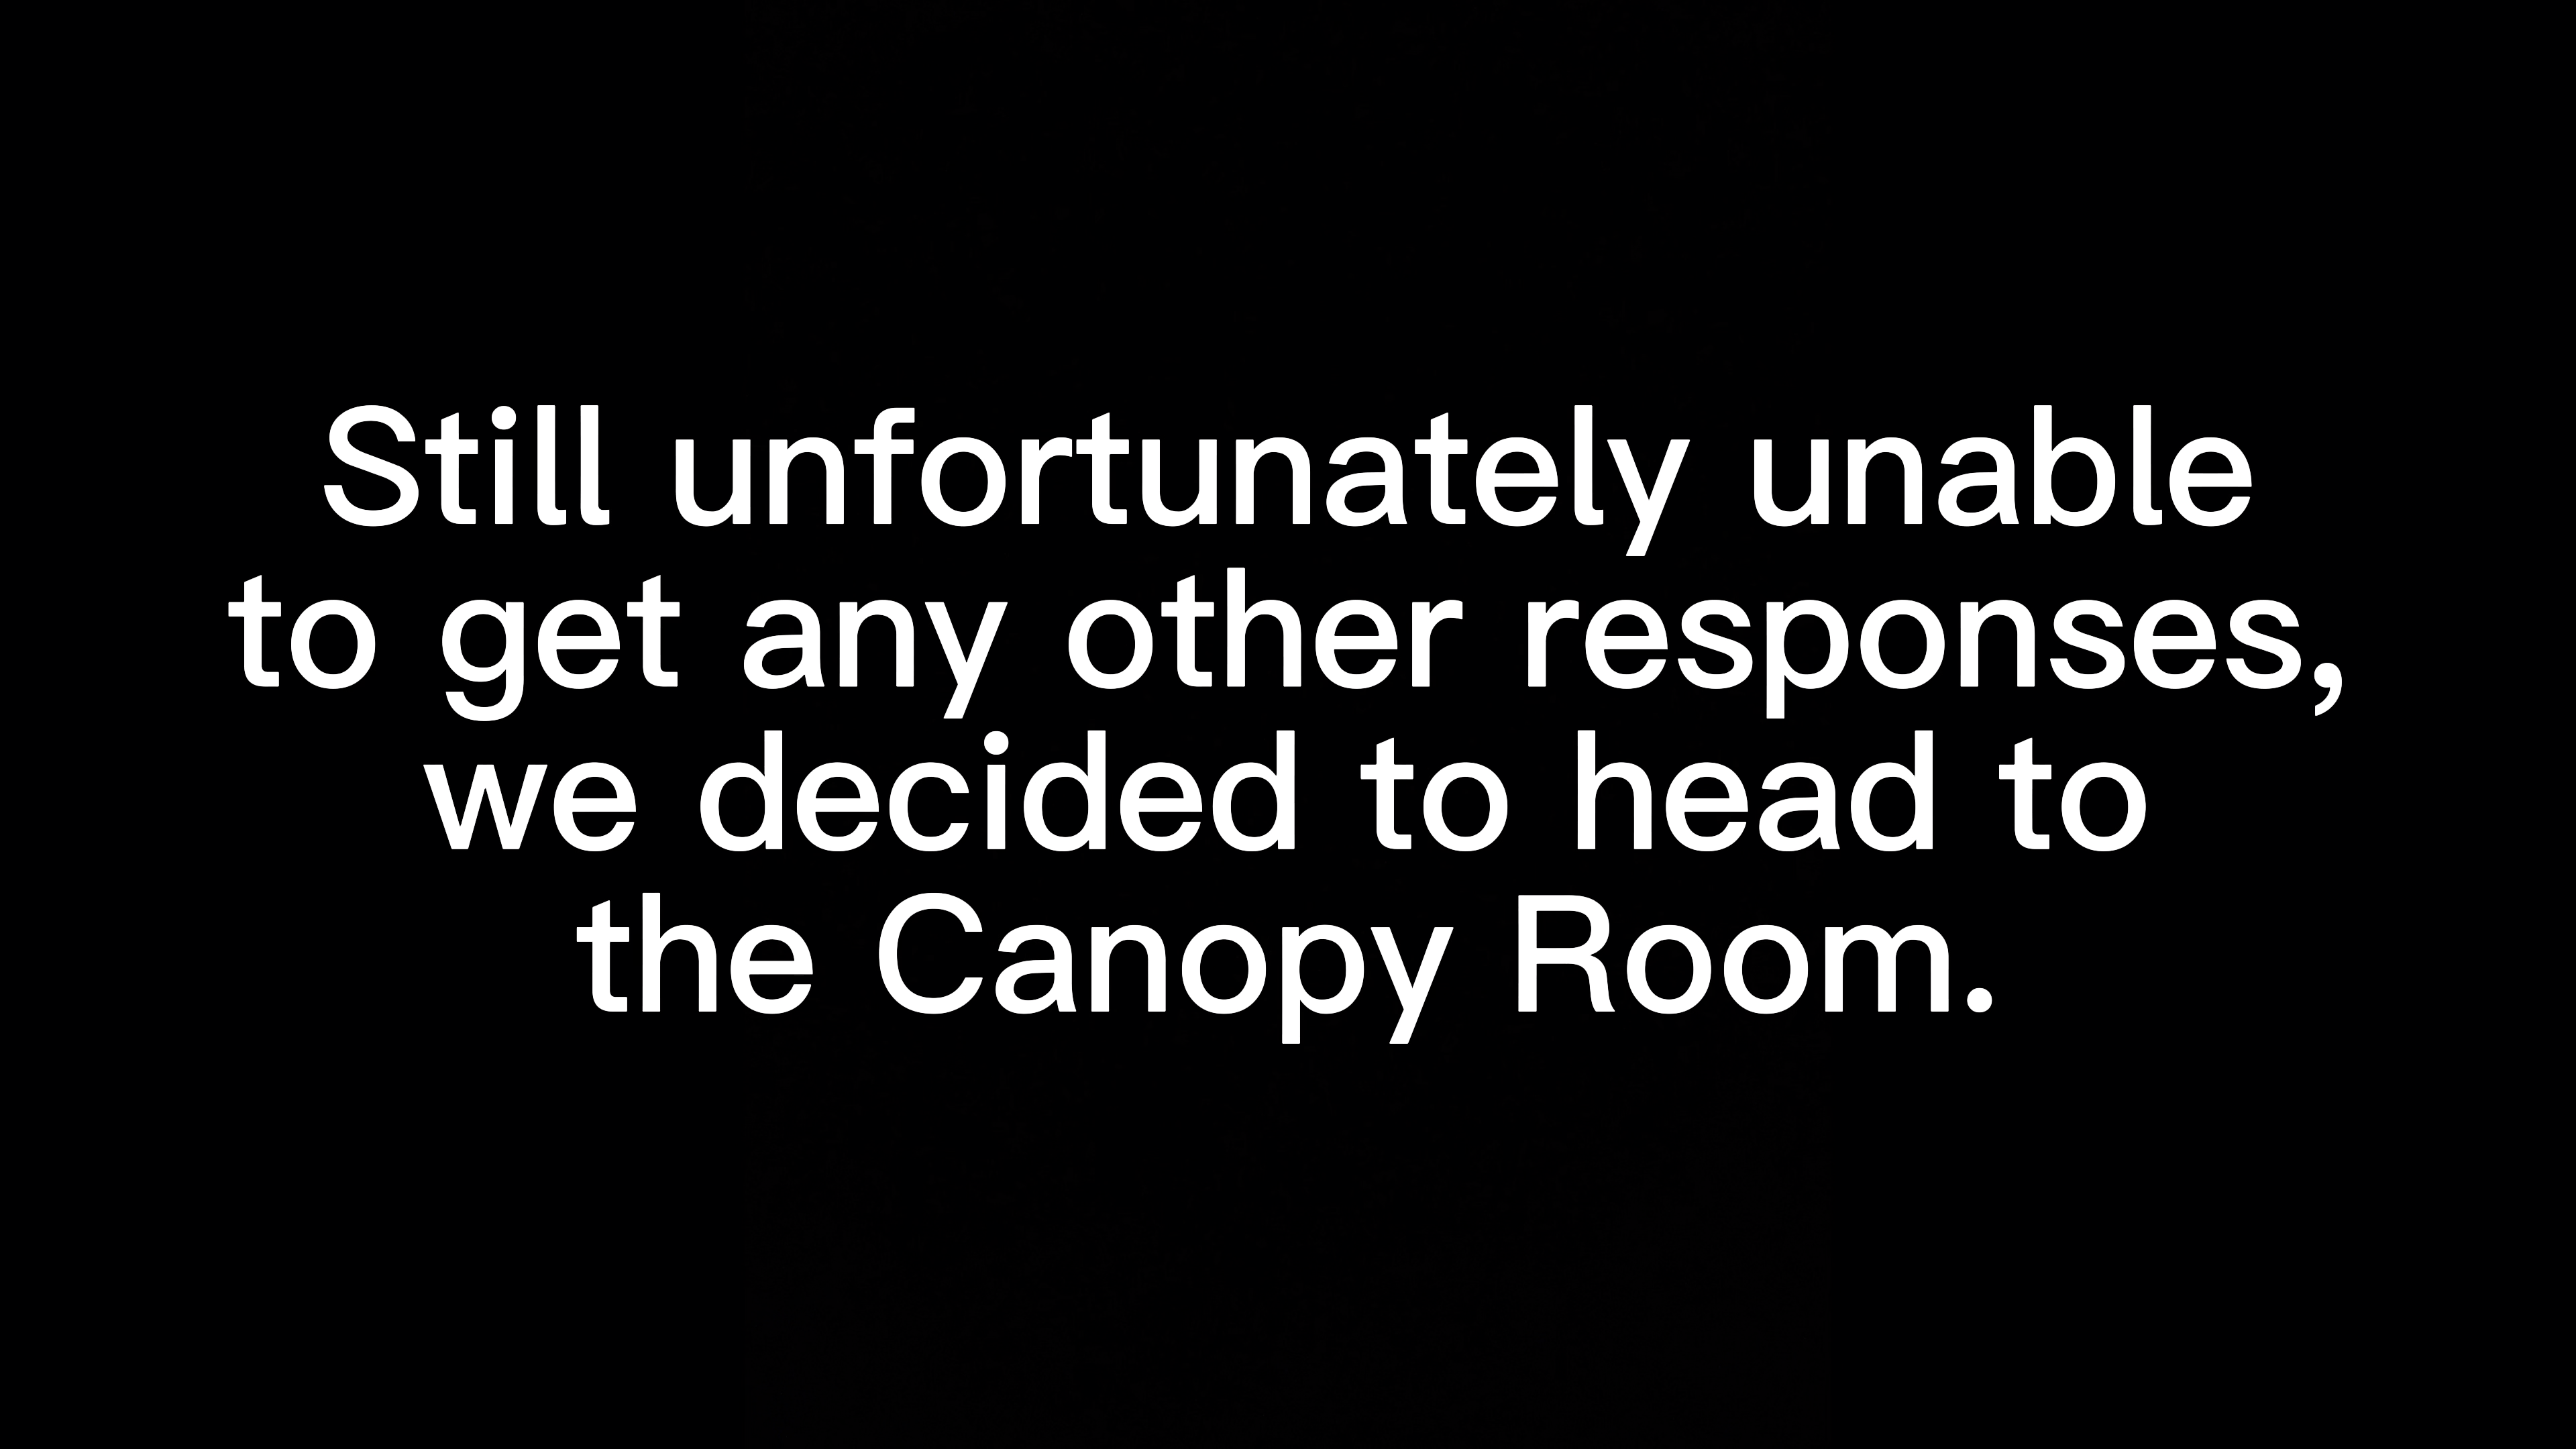 Still unfortunately unable
to get any other responses,
we decided to head to
the Canopy Room.